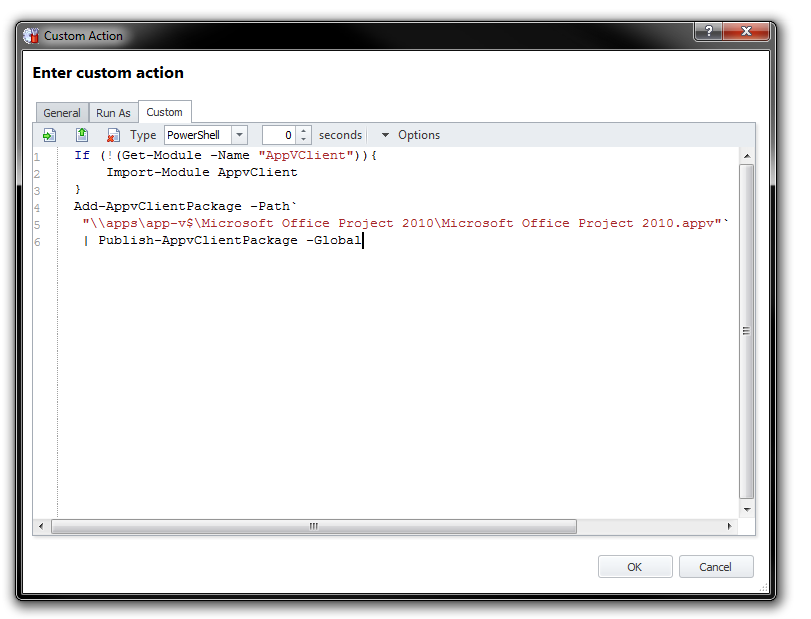 Custom Action
?
Enter custom action
General Run As Custom
Type PowerShell 0 seconds Options
1 If (!(Get-Module -Name "AppVClient")){
2 Import-Module AppvClient
3 }
4 Add-AppvClientPackage -Path`
5 "\\apps\app-v$\Microsoft Office Project 2010\Microsoft Office Project 2010.appv"`
6 | Publish-AppvClientPackage -Global
OK Cancel